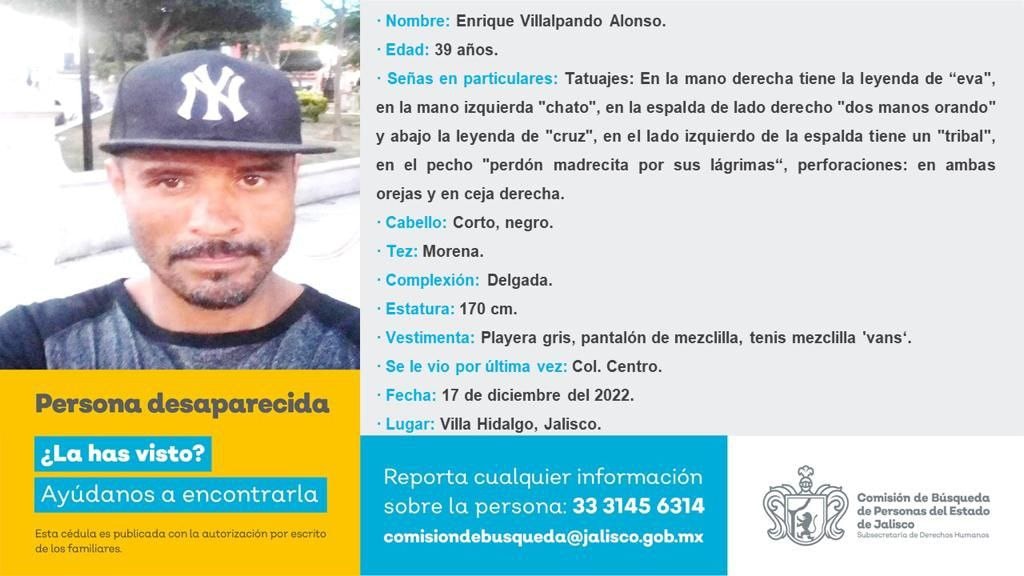 NY
· Nombre: Enrique Villalpando Alonso.
· Edad: 39 años.
· Señas en particulares: Tatuajes: En la mano derecha tiene la leyenda de “eva",
en la mano izquierda "chato", en la espalda de lado derecho "dos manos orando"
y abajo la leyenda de "cruz", en el lado izquierdo de la espalda tiene un "tribal",
en el pecho "perdón madrecita por sus lágrimas“, perforaciones: en ambas
orejas y en ceja derecha.
· Cabello: Corto, negro.
· Tez: Morena.
· Complexión: Delgada.
· Estatura: 170 cm.
· Vestimenta: Playera gris, pantalón de mezclilla, tenis mezclilla 'vans‘.
· Se le vio por última vez: Col. Centro.
· Fecha: 17 de diciembre del 2022.
· Lugar: Villa Hidalgo, Jalisco.
Persona desaparecida
¿La has visto?
Ayúdanos a encontrarla
Esta cédula es publicada con la autorización por escrito
de los familiares.
Reporta cualquier información
sobre la persona: 33 3145 6314
comisiondebusqueda@jalisco.gob.mx
Comisión de Búsqueda
de Personas del Estado
de Jalisco
Subsecretaría de Derechos Humanos